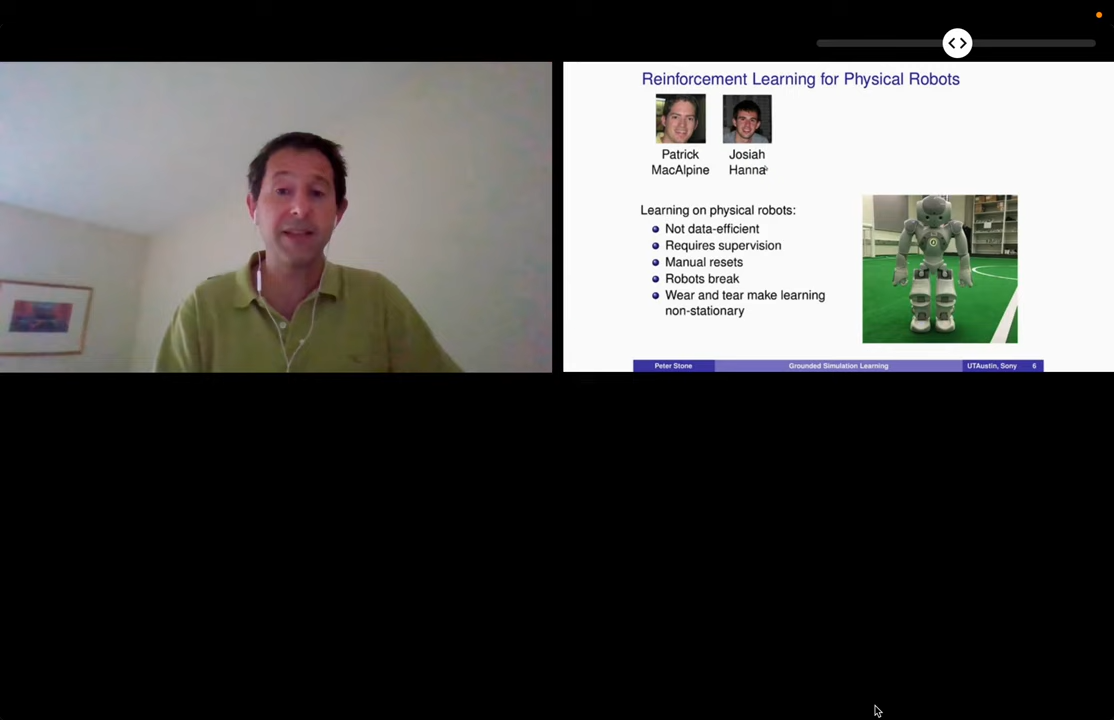 Reinforcement Learning for Physical Robots
Patrick
MacAlpine
Josiah
Hanna
Learning on physical robots:
Not data-efficient
Requires supervision
Manual resets
Robots break
Wear and tear make learning
non-stationary
Peter Stone
Grounded Simulation Learning
UTAustin, Sony 6